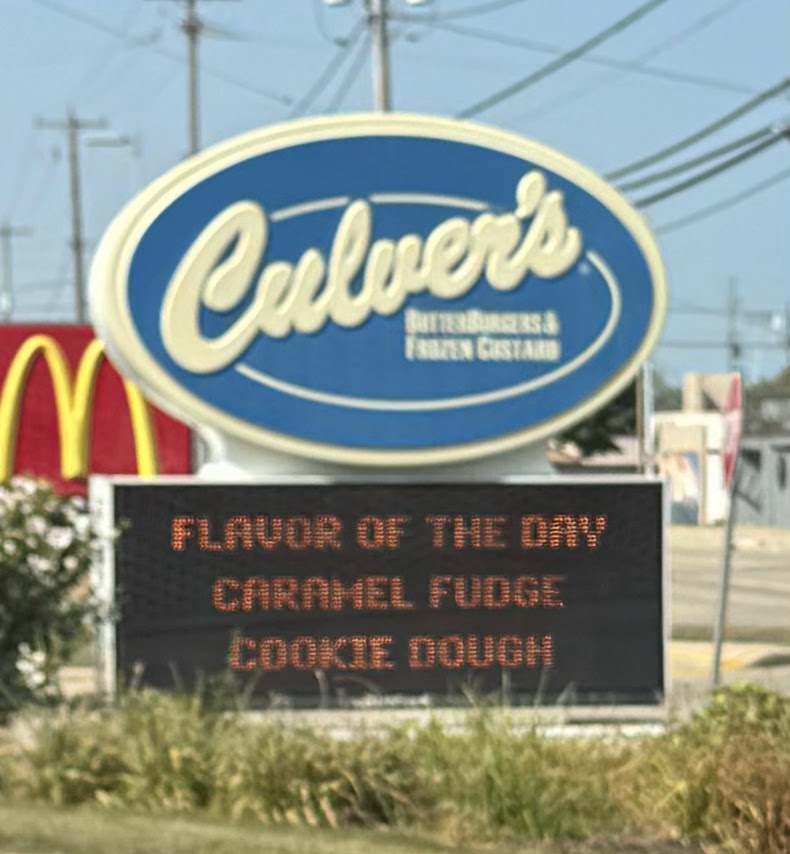 Culver's
ButterBurgers &
Frozen Custard
FLAVOR OF THE DAY
CARAMEL FUDGE
COOKIE DOUGH